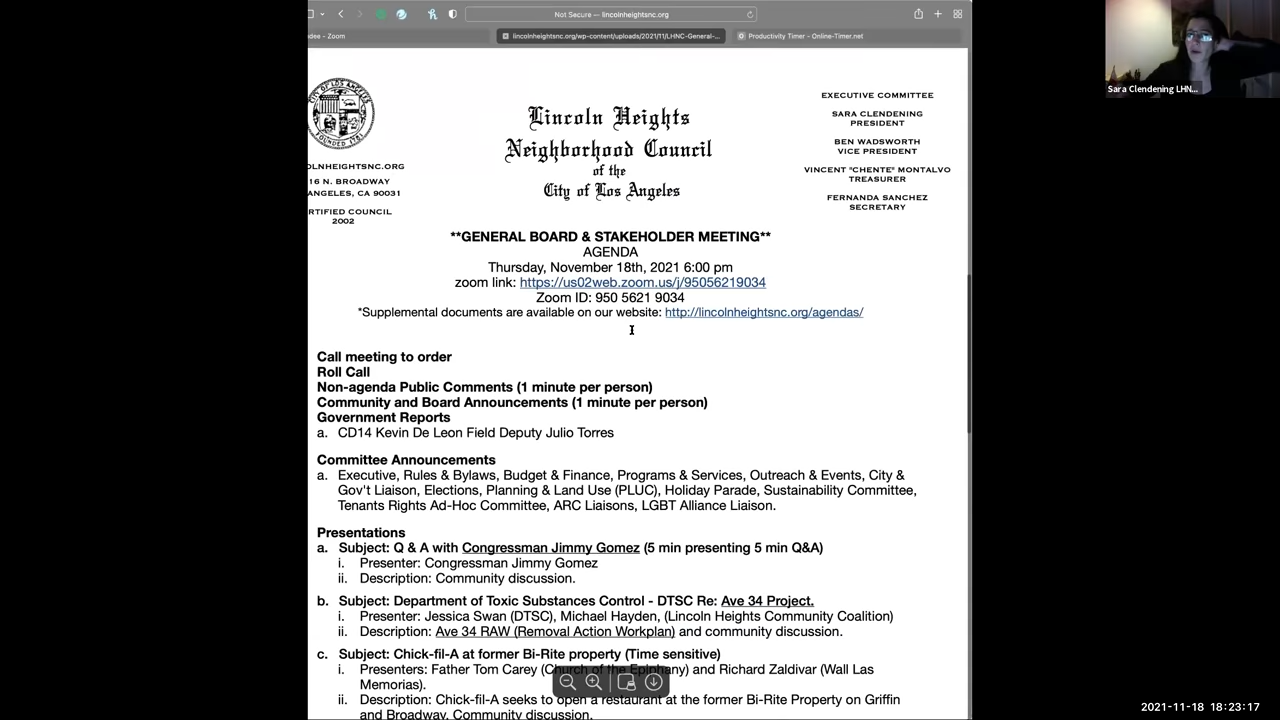 Not Secure — lincolnheightsnc.org
ndee - Zoom
lincolnheightsnc.org/wp-content/uploads/2021/11/LHNC-General-...
Productivity Timer - Online-Timer.net
Sara Clendening LHN...
OLNHEIGHTSNC.ORG
16 N. BROADWAY
ANGELES, CA 90031
RTIFIED COUNCIL
2002
Lincoln Heights
Neighborhood Council
of the
City of Los Angeles
EXECUTIVE COMMITTEE
SARA CLENDENING
PRESIDENT
BEN WADSWORTH
VICE PRESIDENT
VINCENT "CHENTE" MONTALVO
TREASURER
FERNANDA SANCHEZ
SECRETARY
**GENERAL BOARD & STAKEHOLDER MEETING**
AGENDA
Thursday, November 18th, 2021 6:00 pm
zoom link: https://us02web.zoom.us/j/95056219034
Zoom ID: 950 5621 9034
*Supplemental documents are available on our website: http://lincolnheightsnc.org/agendas/
Call meeting to order
Roll Call
Non-agenda Public Comments (1 minute per person)
Community and Board Announcements (1 minute per person)
Government Reports
a. CD14 Kevin De Leon Field Deputy Julio Torres
Committee Announcements
a. Executive, Rules & Bylaws, Budget & Finance, Programs & Services, Outreach & Events, City &
Gov't Liaison, Elections, Planning & Land Use (PLUC), Holiday Parade, Sustainability Committee,
Tenants Rights Ad-Hoc Committee, ARC Liaisons, LGBT Alliance Liaison.
Presentations
a. Subject: Q & A with Congressman Jimmy Gomez (5 min presenting 5 min Q&A)
i. Presenter: Congressman Jimmy Gomez
ii. Description: Community discussion.
b. Subject: Department of Toxic Substances Control - DTSC Re: Ave 34 Project.
i. Presenter: Jessica Swan (DTSC), Michael Hayden, (Lincoln Heights Community Coalition)
ii. Description: Ave 34 RAW (Removal Action Workplan) and community discussion.
c. Subject: Chick-fil-A at former Bi-Rite property (Time sensitive)
i. Presenters: Father Tom Carey (Church of the Epiphany) and Richard Zaldivar (Wall Las
Memorias).
ii. Description: Chick-fil-A seeks to open a restaurant at the former Bi-Rite Property on Griffin
and Broadway. Community discussion.
2021-11-18 18:23:17